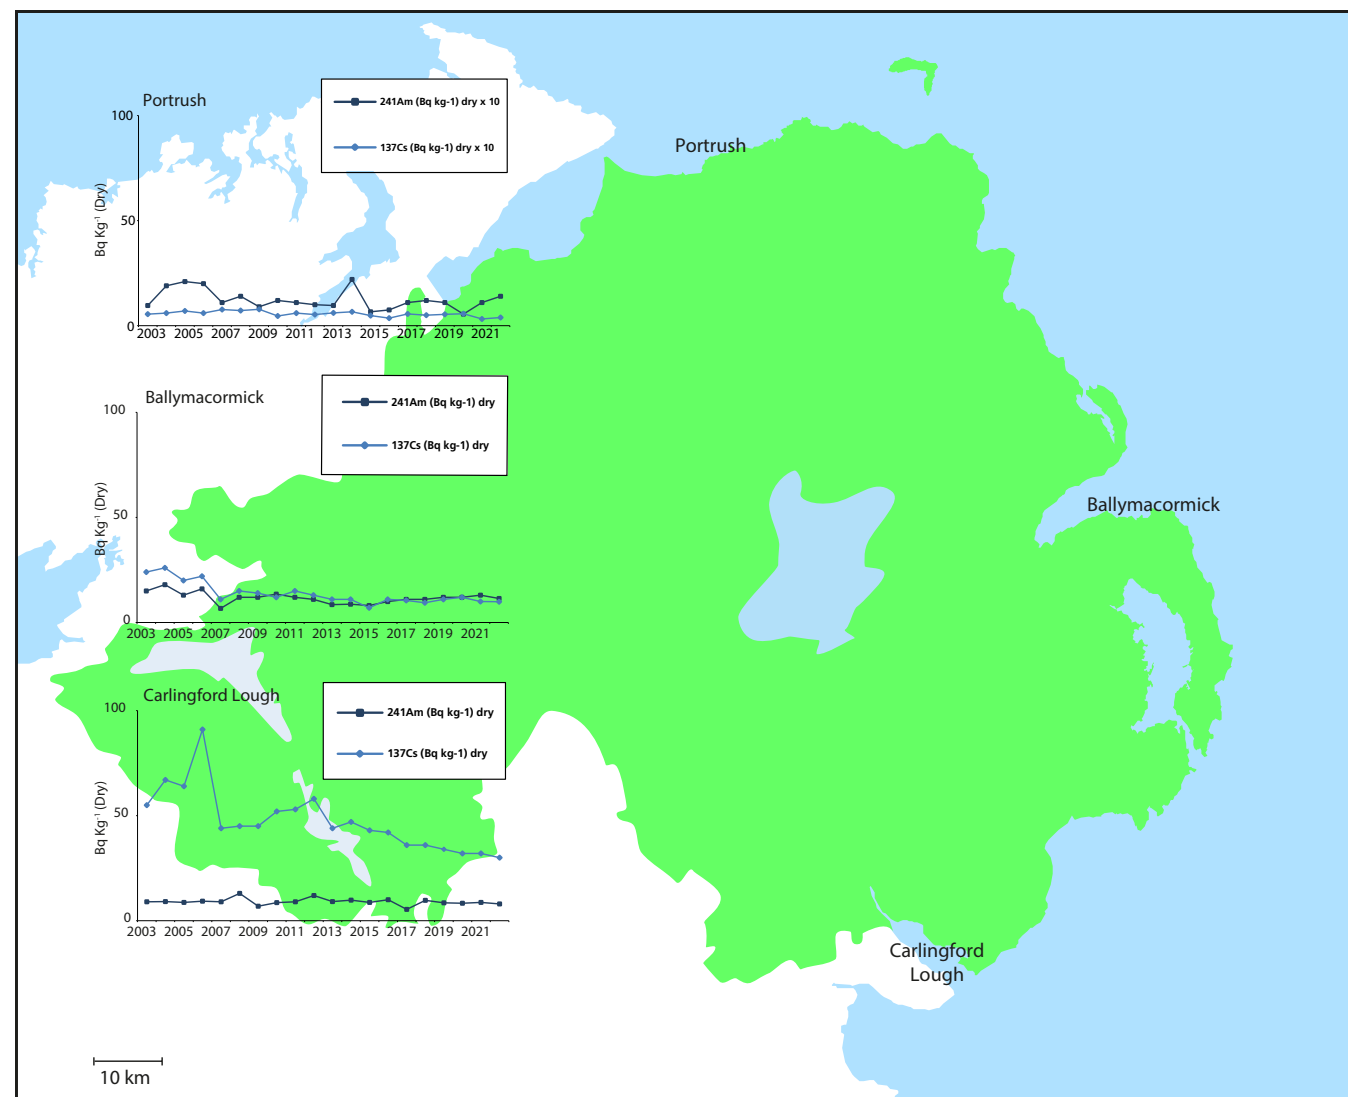 Portrush
241Am (Bq kg-1) dry x 10
137Cs (Bq kg-1) dry x 10
100
50
0
Bq Kg⁻¹ (Dry)
2003 2005 2007 2009 2011 2013 2015 2017 2019 2021
Portrush
Ballymacormick
241Am (Bq kg-1) dry
137Cs (Bq kg-1) dry
100
50
0
Bq Kg⁻¹ (Dry)
2003 2005 2007 2009 2011 2013 2015 2017 2019 2021
Ballymacormick
Carlingford Lough
241Am (Bq kg-1) dry
137Cs (Bq kg-1) dry
100
50
0
Bq Kg⁻¹ (Dry)
2003 2005 2007 2009 2011 2013 2015 2017 2019 2021
Carlingford
Lough
10 km